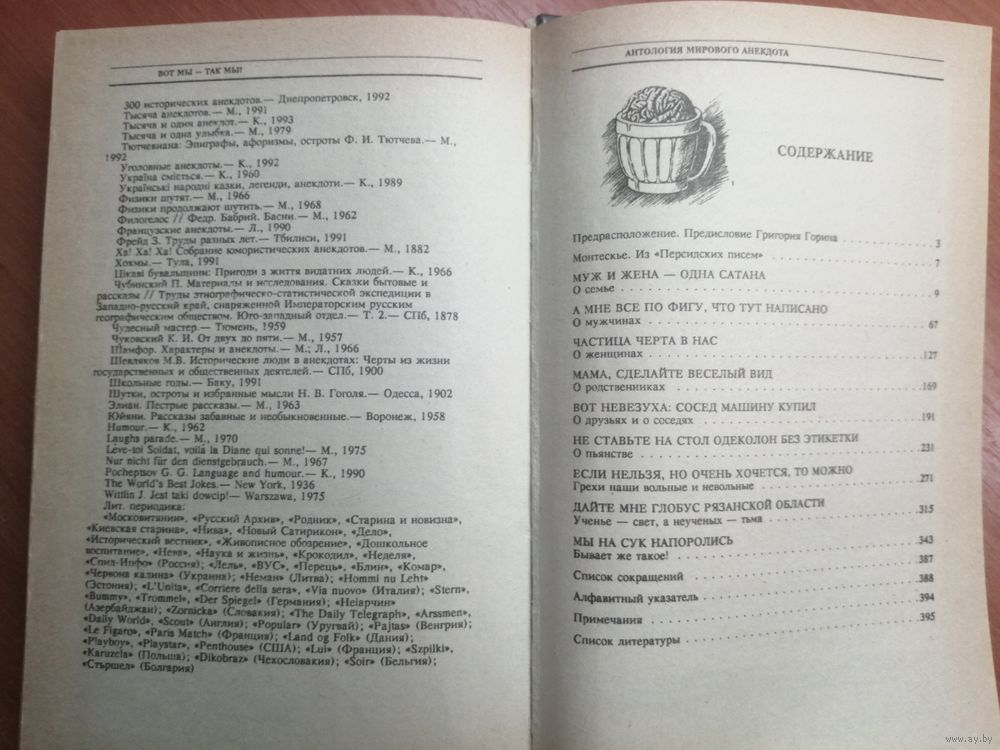 ВОТ МЫ — ТАК МЫ!
300 исторических анекдотов.— Днепропетровск, 1992
Тысяча анекдотов.— М., 1991
Тысяча и один анекдот.— К., 1993
Тысяча и одна улыбка.— М., 1979
Тютчевиана: Эпиграфы, афоризмы, остроты Ф. И. Тютчева.— М.,
1992
Уголовные анекдоты.— К., 1992
Україна сміється.— К., 1960
Українські народні казки, легенди, анекдоти.— К., 1989
Физики шутят.— М., 1966
Физики продолжают шутить.— М., 1968
Филогелос // Федр. Бабрий. Басни.— М., 1962
Французские анекдоты.— Л., 1990
Фрейд З. Труды разных лет.— Тбилиси, 1991
Ха! Ха! Ха! Собрание юмористических анекдотов.— М., 1882
Хохмы.— Тула, 1991
Цікаві бувальщини: Пригоди з життя видатних людей.— К., 1966
Чубинский П. Материалы и исследования. Сказки бытовые и
рассказы // Труды этнографическо-статистической экспедиции в
Западно-русский край, снаряженной Императорским русским
географическим обществом. Юго-западный отдел.— Т. 2.— СПб, 1878
Чудесный мастер.— Тюмень, 1959
Чуковский К. И. От двух до пяти.— М., 1957
Шамфор. Характеры и анекдоты.— М.; Л., 1966
Шевляков М.В. Исторические люди в анекдотах: Черты из жизни
государственных и общественных деятелей.— СПб, 1900
Школьные годы.— Баку, 1991
Шутки, остроты и избранные мысли Н. В. Гоголя.— Одесса, 1902
Элиан. Пестрые рассказы.— М., 1963
Юйяни. Рассказы забавные и необыкновенные.— Воронеж, 1958
Humour.— К., 1962
Laughs parade.— М., 1970
Leve-toi Soldat, voilà la Diane qui sonne!— М., 1975
Nur nicht für den dienstgebrauch.— М., 1967
Pocheptsov G. G. Language and humour.— К., 1990
The World's Best Jokes.— New York, 1936
Wittlin J. Jest taki dowcip!— Warszawa, 1975
Лит. периодика:
«Московитянин», «Русский Архив», «Родник», «Старина и новизна»,
«Киевская старина», «Нива», «Новый Сатирикон», «Дело»,
«Исторический вестник», «Живописное обозрение», «Дошкольное
воспитание», «Нева», «Наука и жизнь», «Крокодил», «Неделя»,
«Спид-Инфо» (Россия); «Лель», «ВУС», «Перець», «Блин», «Комар»,
«Червона калина» (Украина); «Неман» (Литва); «Hommi nu Leht»
(Эстония); «L'Unita», «Corriere della sera», «Via nuovo» (Италия); «Stern»,
«Bummy», «Trommel», «Der Spiegel» (Германия); «Неіарчин»
(Азербайджан); «Zornicka» (Словакия); «The Daily Telegraph», «Arssmen»,
«Daily World», «Scout» (Англия); «Popular» (Уругвай); «Pajtas» (Венгрия);
«Le Figaro», «Paris Match» (Франция); «Land og Folk» (Дания);
«Playboy», «Playstar», «Penthouse» (США); «Lui» (Франция); «Szpilki»,
«Karuzela» (Польша); «Dikobraz» (Чехословакия); «Soir» (Бельгия);
«Стършел» (Болгария)
АНТОЛОГИЯ МИРОВОГО АНЕКДОТА
СОДЕРЖАНИЕ
Предрасположение. Предисловие Григория Горина 3
Монтескье. Из «Персидских писем» 7
МУЖ И ЖЕНА — ОДНА САТАНА
О семье 9
А МНЕ ВСЕ ПО ФИГУ, ЧТО ТУТ НАПИСАНО
О мужчинах 67
ЧАСТИЦА ЧЕРТА В НАС
О женщинах 127
МАМА, СДЕЛАЙТЕ ВЕСЕЛЫЙ ВИД
О родственниках 169
ВОТ НЕВЕЗУХА: СОСЕД МАШИНУ КУПИЛ
О друзьях и о соседях 191
НЕ СТАВЬТЕ НА СТОЛ ОДЕКОЛОН БЕЗ ЭТИКЕТКИ
О пьянстве 231
ЕСЛИ НЕЛЬЗЯ, НО ОЧЕНЬ ХОЧЕТСЯ, ТО МОЖНО
Грехи наши вольные и невольные 271
ДАЙТЕ МНЕ ГЛОБУС РЯЗАНСКОЙ ОБЛАСТИ
Ученье — свет, а неученых — тьма 315
МЫ НА СУК НАПОРОЛИСЬ
Бывает же такое! 343
Список сокращений 387
Алфавитный указатель 388
Примечания 394
Список литературы 395
www.ay.by